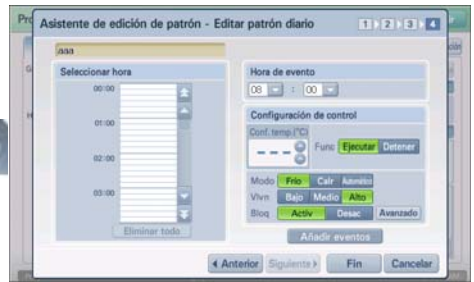 Pro
Asistente de edición de patrón - Editar patrón diario
1 2 3 4
aaa
Seleccionar hora
00:00
01:00
02:00
03:00
Eliminar todo
Hora de evento
08 : 00
Configuración de control
Conf. temp.(°C)
--- Func Ejecutar Detener
Modo Frío Calr Automático
Vlvn Bajo Medio Alto
Bloq Activ Desac Avanzado
Añadir eventos
Anterior Siguiente Fin Cancelar